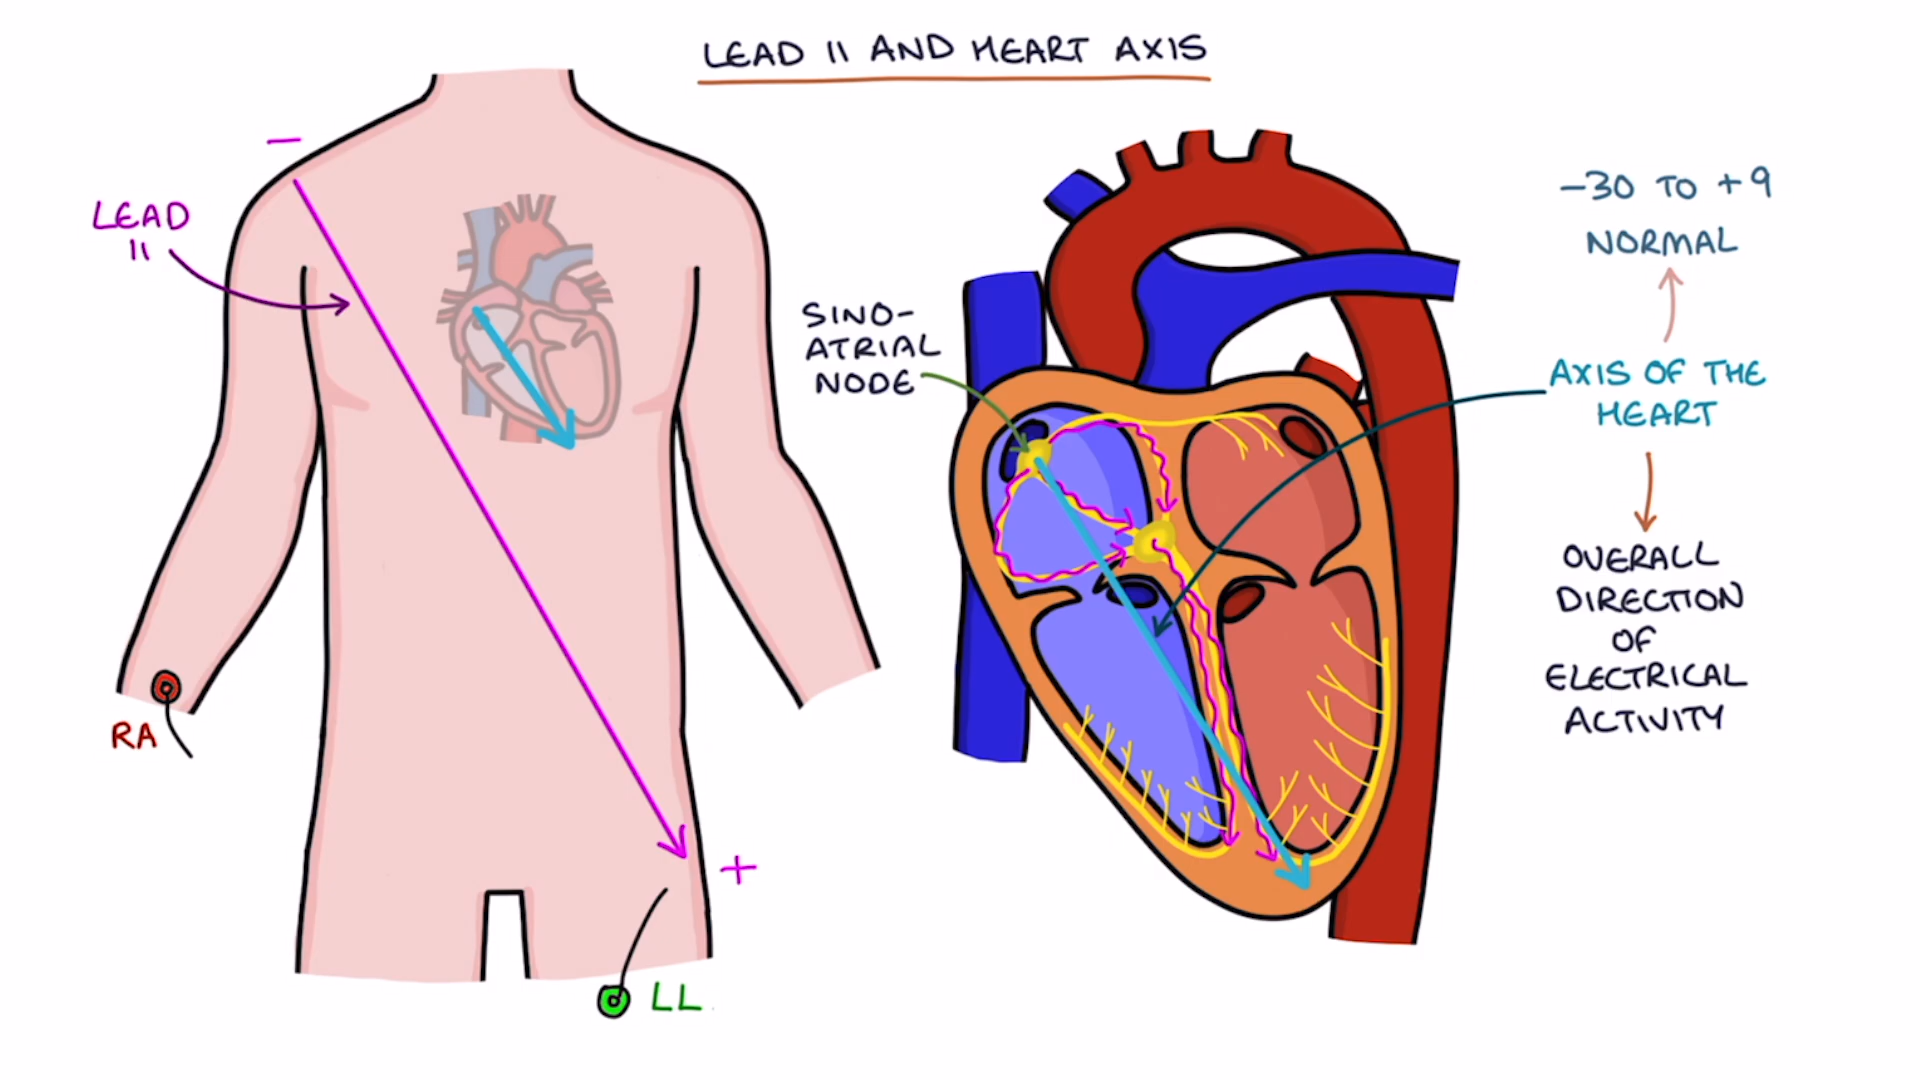 LEAD II AND HEART AXIS
−
LEAD
II
RA
+
LL
SINO-
ATRIAL
NODE
-30 TO +9
NORMAL
AXIS OF THE
HEART
OVERALL
DIRECTION
OF
ELECTRICAL
ACTIVITY